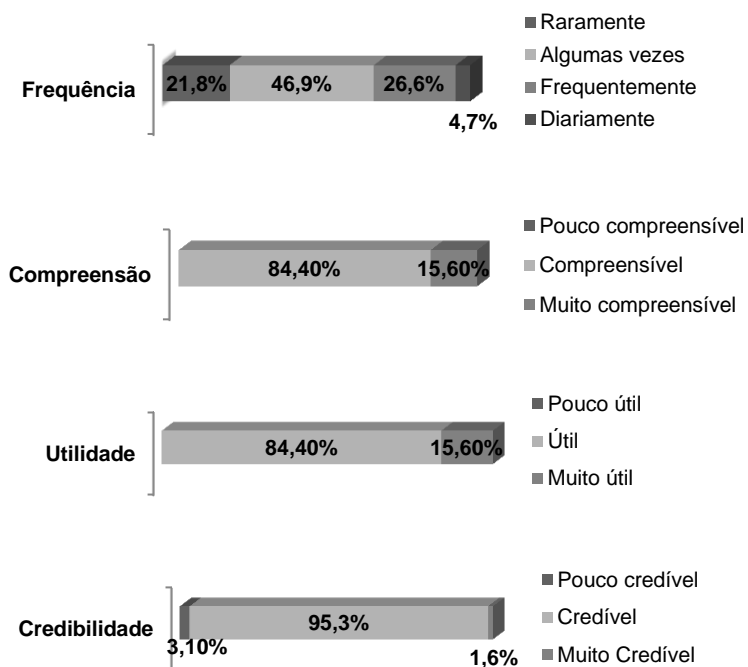 Raramente
Algumas vezes
Frequentemente
Diariamente
Frequência
21,8% 46,9% 26,6%
4,7%
Pouco compreensível
Compreensível
Muito compreensível
Compreensão
84,40% 15,60%
Pouco útil
Útil
Muito útil
Utilidade
84,40% 15,60%
Pouco credível
Credível
Muito Credível
Credibilidade
95,3%
3,10%
1,6%